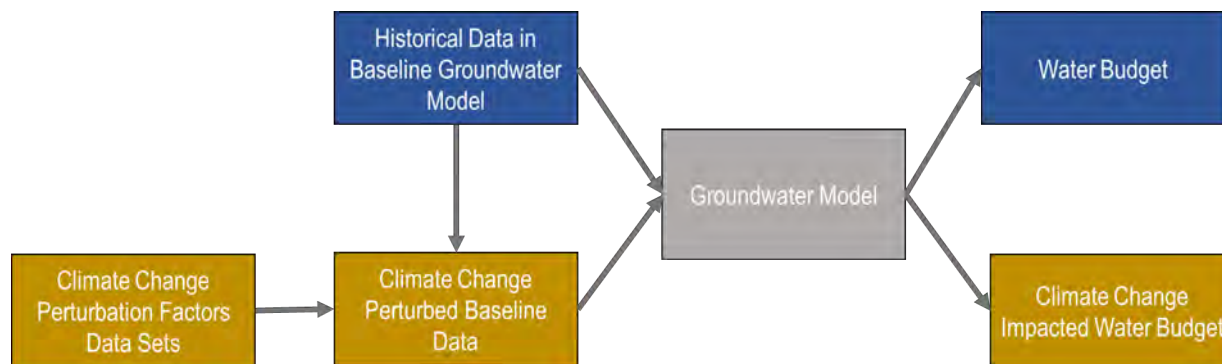 Historical Data in
Baseline Groundwater
Model
Water Budget
Groundwater Model
Climate Change
Perturbation Factors
Data Sets
Climate Change
Perturbed Baseline
Data
Climate Change
Impacted Water Budget